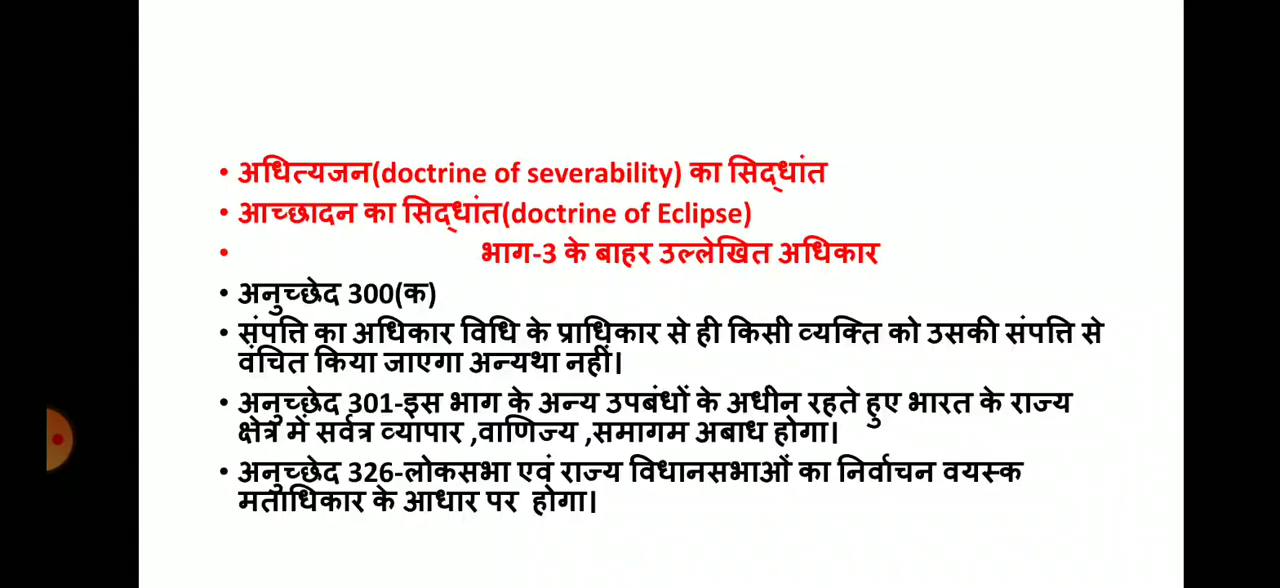 • अधित्यजन(doctrine of severability) का सिद्धांत
• आच्छादन का सिद्धांत(doctrine of Eclipse)
• भाग-3 के बाहर उल्लेखित अधिकार
• अनुच्छेद 300(क)
• संपत्ति का अधिकार विधि के प्राधिकार से ही किसी व्यक्ति को उसकी संपत्ति से
वंचित किया जाएगा अन्यथा नहीं।
• अनुच्छेद 301-इस भाग के अन्य उपबंधों के अधीन रहते हुए भारत के राज्य
क्षेत्र में सर्वत्र व्यापार ,वाणिज्य ,समागम अबाध होगा।
• अनुच्छेद 326-लोकसभा एवं राज्य विधानसभाओं का निर्वाचन वयस्क
मताधिकार के आधार पर होगा।